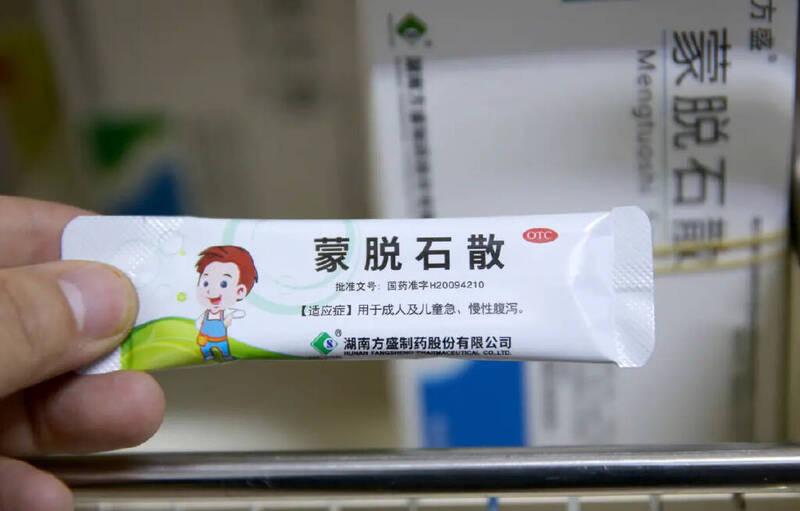 蒙脱石散
OTC
批准文号：国药准字H20094210
【适应症】用于成人及儿童急、慢性腹泻。
湖南方盛制药股份有限公司
HUNAN FANGSHENG PHARMACEUTICAL CO.,LTD.
方盛®
蒙脱石散
Mengtuoshi